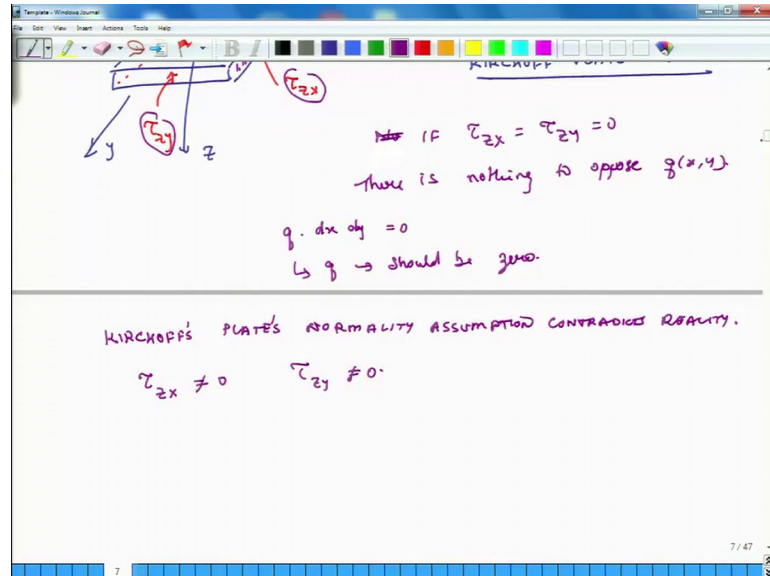 Template - Windows Journal
File Edit View Insert Actions Tools Help
B I
τzx
τzy
y
z
IF τzx = τzy = 0
There is nothing to oppose q(x,y).
q. dx dy = 0
↳ q → should be zero.
KIRCHOFF'S PLATE'S NORMALITY ASSUMPTION CONTRADICTS REALITY.
τzx ≠ 0 τzy ≠ 0.
7 / 47
7